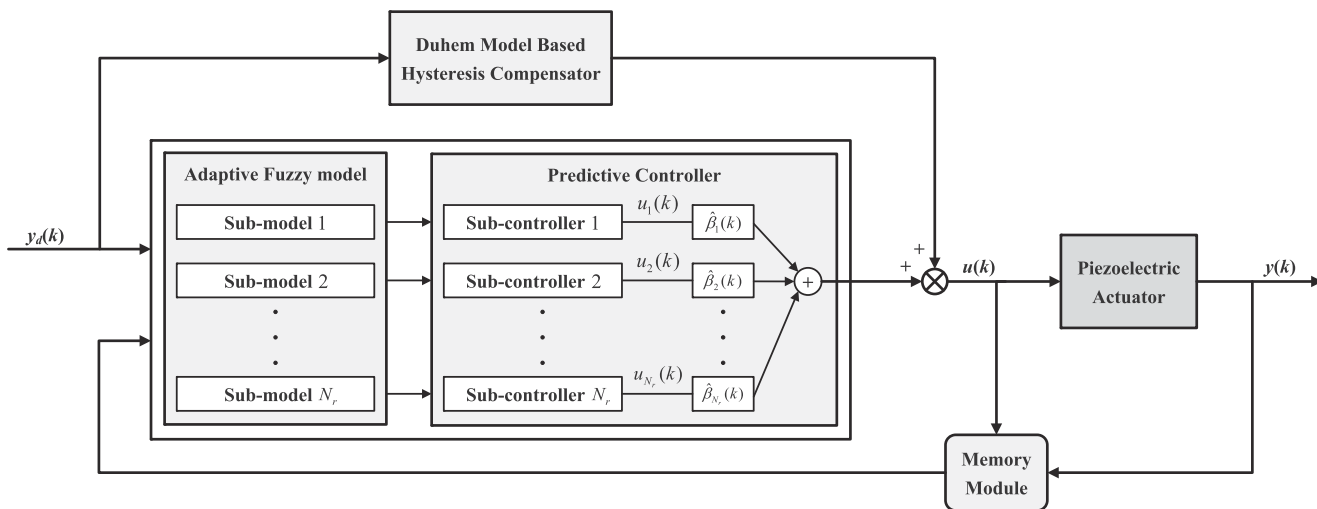 Duhem Model Based
Hysteresis Compensator
Adaptive Fuzzy model
Predictive Controller
Sub-model 1
Sub-controller 1
u_1(k)
β̂_1(k)
y_d(k)
Sub-model 2
Sub-controller 2
u_2(k)
β̂_2(k)
+
+
+
u(k)
Piezoelectric
Actuator
y(k)
Sub-model N_r
Sub-controller N_r
u_{N_r}(k)
β̂_{N_r}(k)
Memory
Module